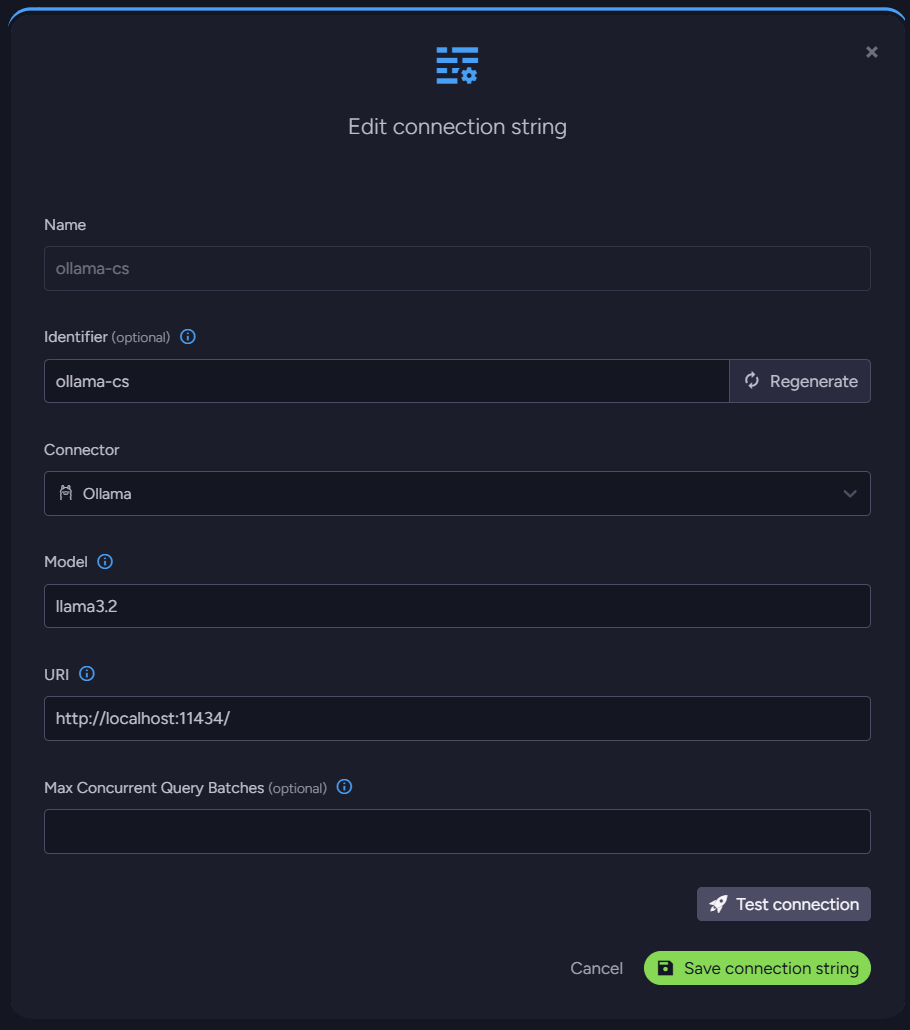 Edit connection string
Name
ollama-cs
Identifier (optional)
ollama-cs
Regenerate
Connector
Ollama
Model
llama3.2
URI
http://localhost:11434/
Max Concurrent Query Batches (optional)
Test connection
Cancel
Save connection string